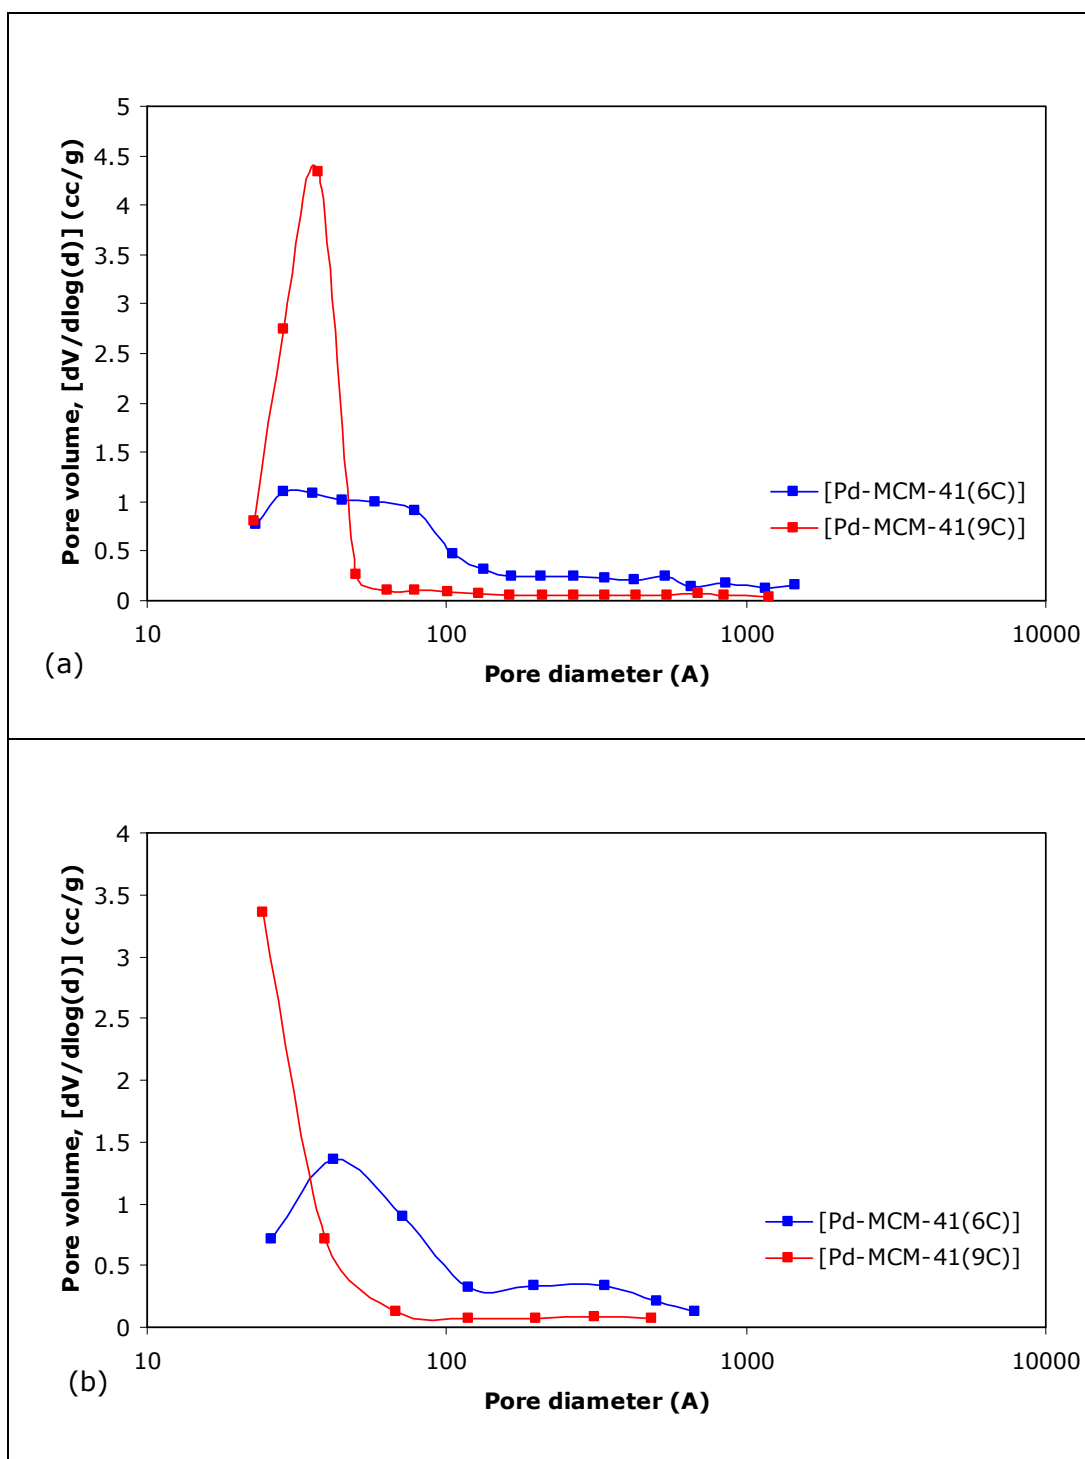 5
4.5
4
3.5
3
2.5
2
1.5
1
0.5
0
Pore volume, [dV/dlog(d)] (cc/g)
[Pd-MCM-41(6C)]
[Pd-MCM-41(9C)]
10 100 1000 10000
(a)
Pore diameter (A)
4
3.5
3
2.5
2
1.5
1
0.5
0
Pore volume, [dV/dlog(d)] (cc/g)
[Pd-MCM-41(6C)]
[Pd-MCM-41(9C)]
10 100 1000 10000
(b)
Pore diameter (A)